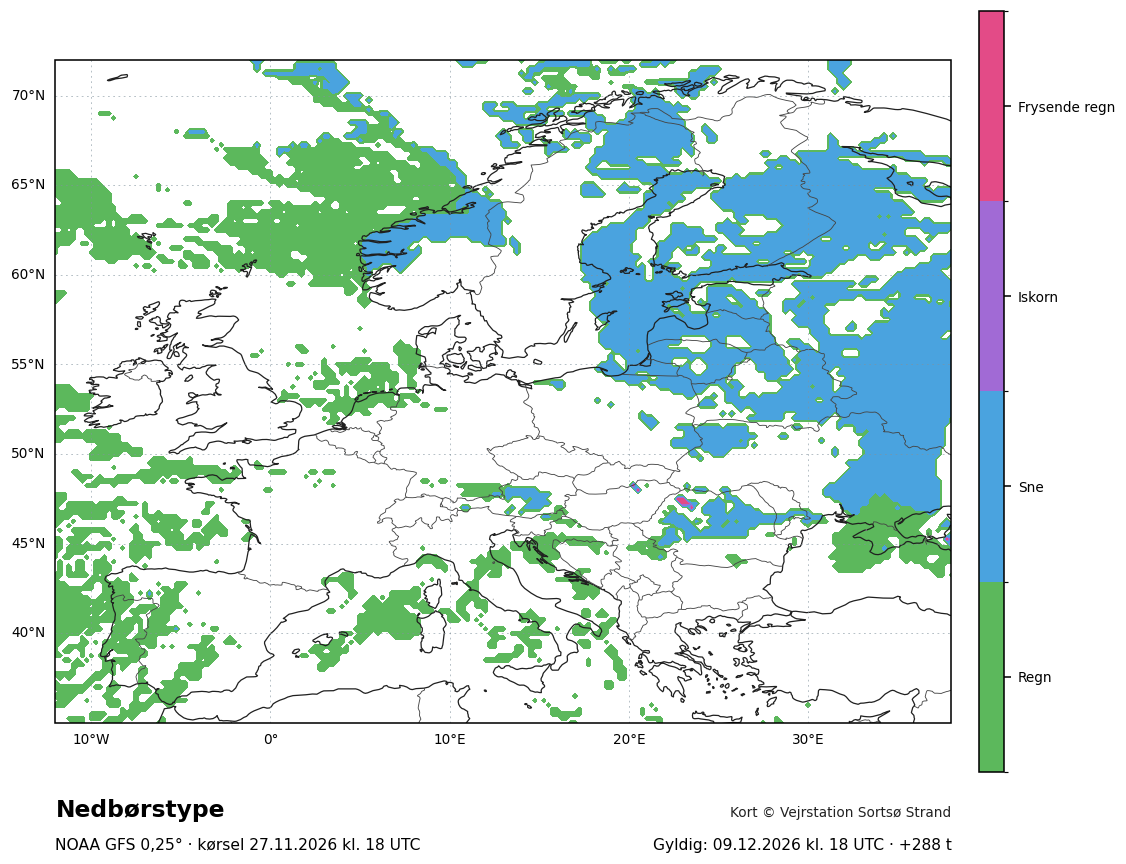 Frysende regn
Iskorn
Sne
Regn
70°N
65°N
60°N
55°N
50°N
45°N
40°N
10°W
0°
10°E
20°E
30°E
Nedbørstype
Kort © Vejrstation Sortsø Strand
NOAA GFS 0,25° · kørsel 27.11.2026 kl. 18 UTC
Gyldig: 09.12.2026 kl. 18 UTC · +288 t